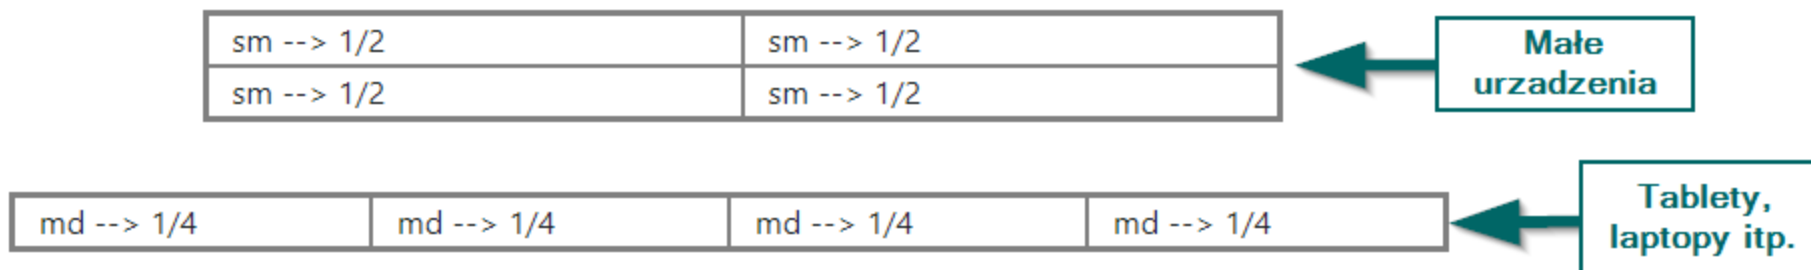 sm --> 1/2
sm --> 1/2
Małe
urzadzenia
sm --> 1/2
sm --> 1/2
md --> 1/4
md --> 1/4
md --> 1/4
md --> 1/4
Tablety,
laptopy itp.